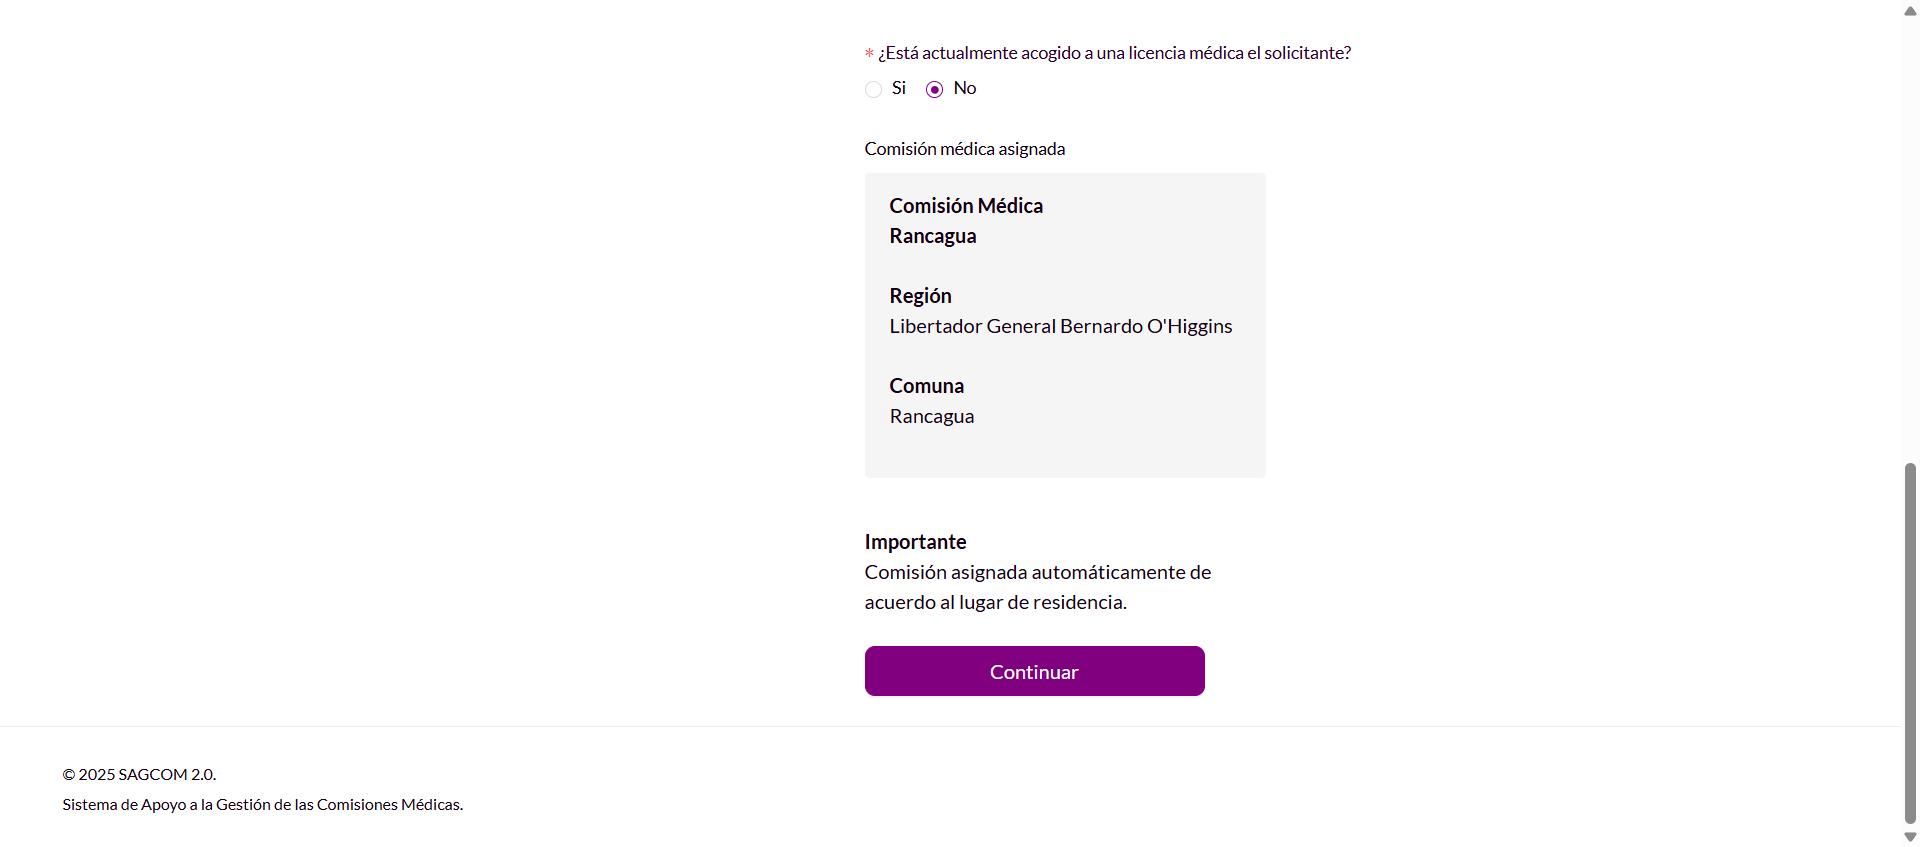 * ¿Está actualmente acogido a una licencia médica el solicitante?
Si No
Comisión médica asignada
Comisión Médica
Rancagua
Región
Libertador General Bernardo O'Higgins
Comuna
Rancagua
Importante
Comisión asignada automáticamente de
acuerdo al lugar de residencia.
Continuar
© 2025 SAGCOM 2.0.
Sistema de Apoyo a la Gestión de las Comisiones Médicas.